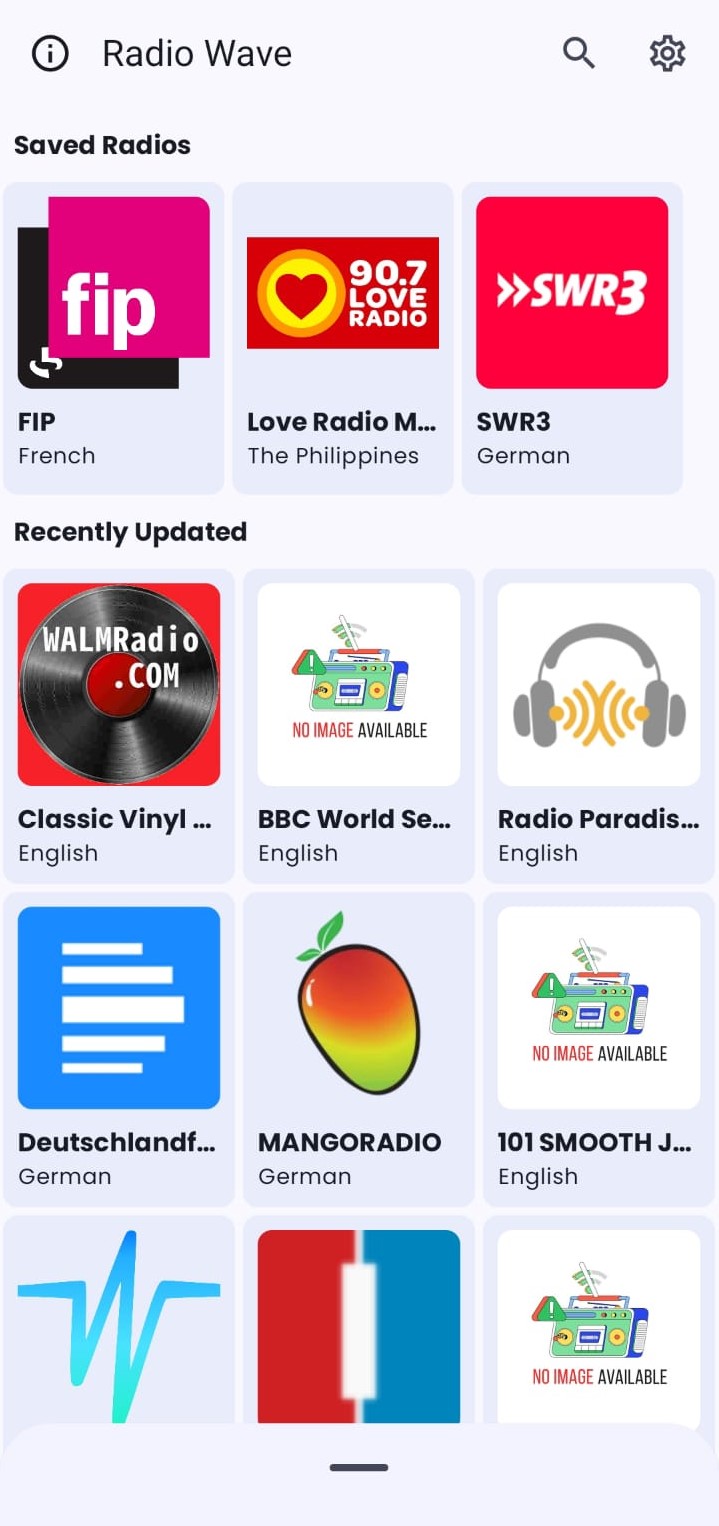 Radio Wave
Saved Radios
fip
90.7
LOVE
RADIO
SWR3
FIP
Love Radio M...
SWR3
French
The Philippines
German
Recently Updated
WALMRadio
.COM
NO IMAGE AVAILABLE
Classic Vinyl ...
BBC World Se...
Radio Paradis...
English
English
English
NO IMAGE AVAILABLE
Deutschlandf...
MANGORADIO
101 SMOOTH J...
German
German
English
NO IMAGE AVAILABLE